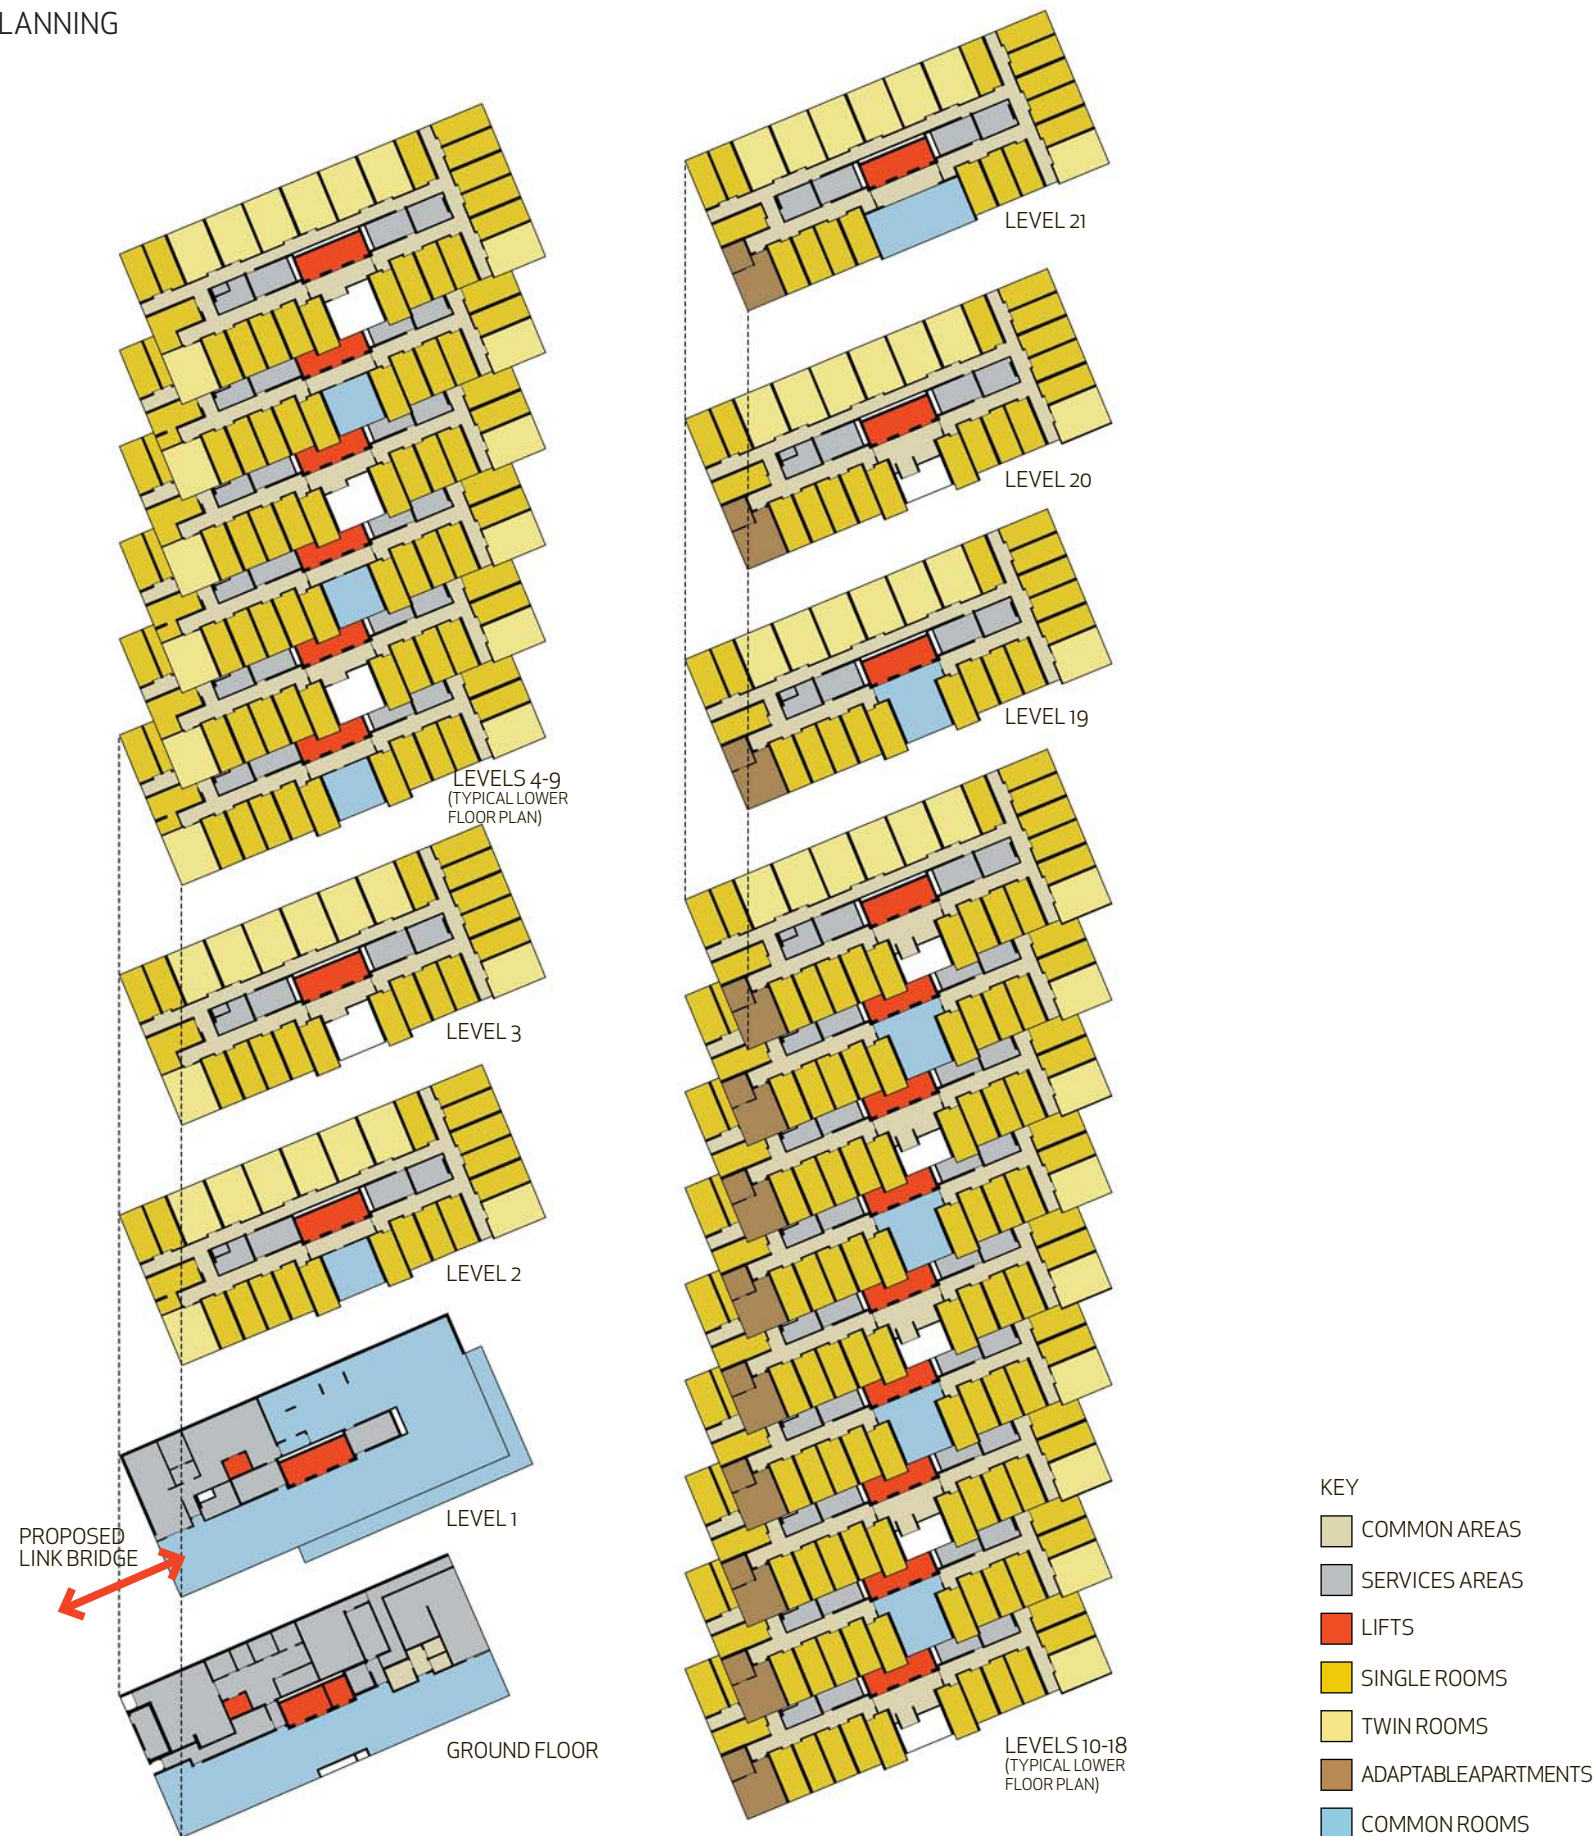 LANNING
LEVEL 21
LEVEL 20
LEVEL 19
LEVELS 4-9
(TYPICAL LOWER
FLOOR PLAN)
LEVEL 3
LEVEL 2
LEVEL 1
PROPOSED
LINK BRIDGE
GROUND FLOOR
LEVELS 10-18
(TYPICAL LOWER
FLOOR PLAN)
KEY
COMMON AREAS
SERVICES AREAS
LIFTS
SINGLE ROOMS
TWIN ROOMS
ADAPTABLEAPARTMENTS
COMMON ROOMS